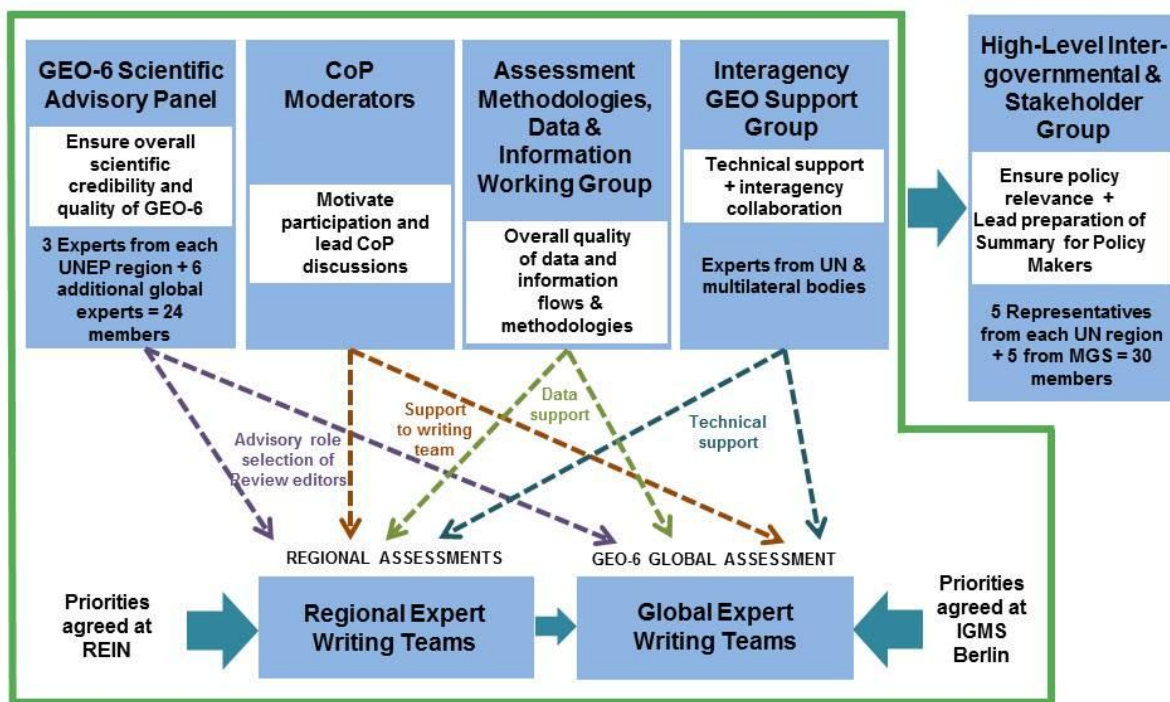 GEO-6 Scientific
Advisory Panel
Ensure overall
scientific
credibility and
quality of GEO-6
3 Experts from each
UNEP region + 6
additional global
experts = 24
members
CoP
Moderators
Motivate
participation and
lead CoP
discussions
Assessment
Methodologies,
Data &
Information
Working Group
Overall quality
of data and
information
flows &
methodologies
Interagency
GEO Support
Group
Technical support
+ interagency
collaboration
Experts from UN &
multilateral bodies
High-Level Inter-
governmental &
Stakeholder
Group
Ensure policy
relevance +
Lead preparation of
Summary for Policy
Makers
5 Representatives
from each UN region
+ 5 from MGS = 30
members
Advisory role
selection of
Review editors
Support
to writing
team
Data
support
Technical
support
REGIONAL ASSESSMENTS
GEO-6 GLOBAL ASSESSMENT
Priorities
agreed at
REIN
Regional Expert
Writing Teams
Global Expert
Writing Teams
Priorities
agreed at
IGMS
Berlin